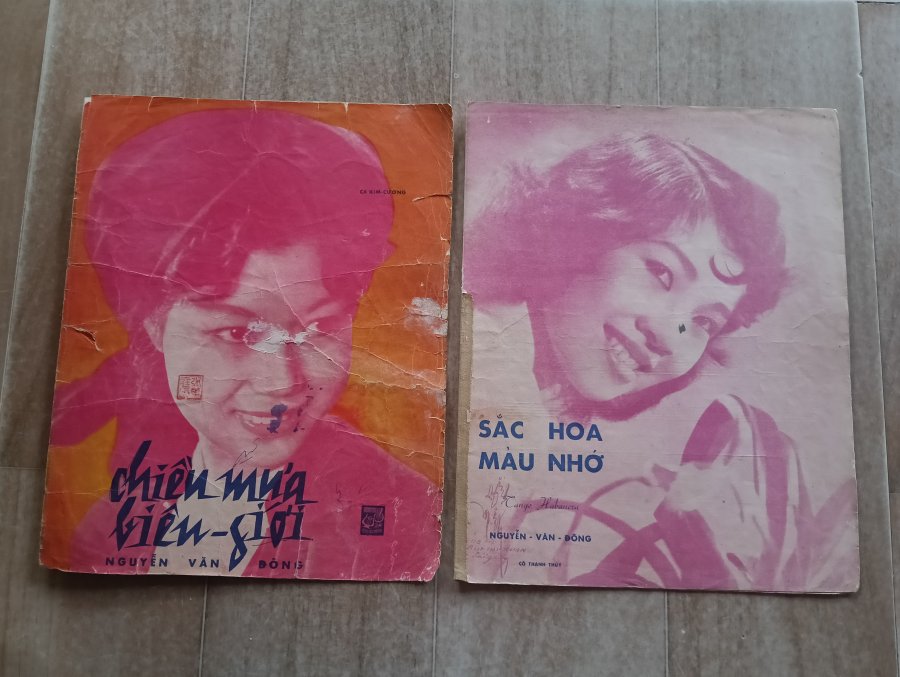 Cô KIM-CƯƠNG
chiều mưa
biên-giới
NGUYỄN VĂN ĐÔNG
SẮC HOA
MÀU NHỚ
Tango Habanera
NGUYỄN - VĂN - ĐÔNG
CÔ THANH THÚY